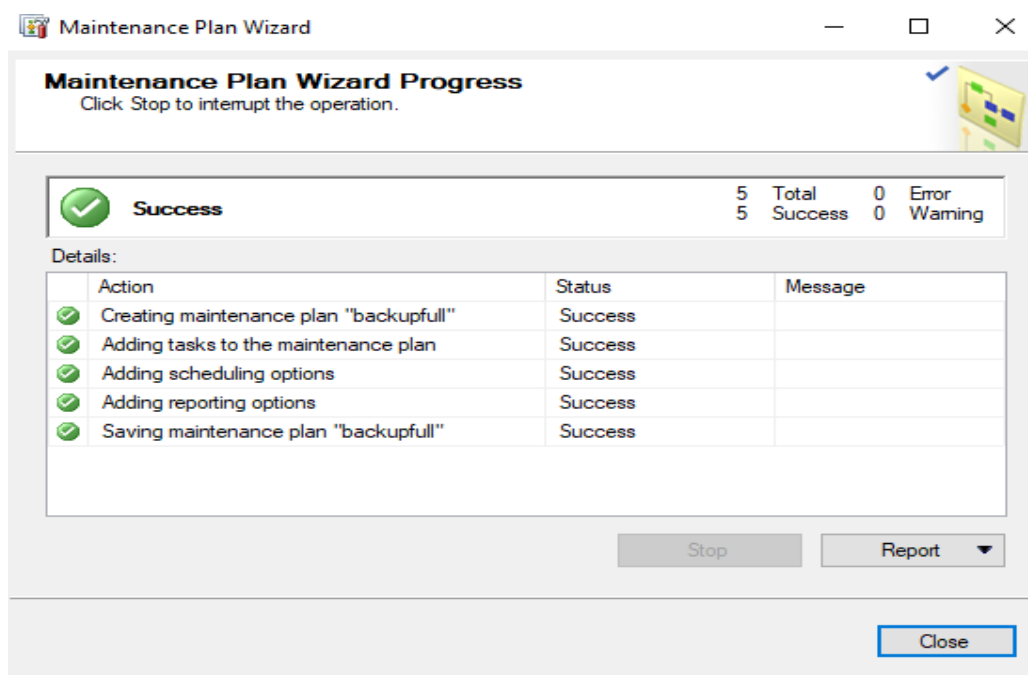 Maintenance Plan Wizard
Maintenance Plan Wizard Progress
Click Stop to interrupt the operation.
Success
5 Total 0 Error
5 Success 0 Warning
Details:
Action Status Message
Creating maintenance plan "backupfull" Success
Adding tasks to the maintenance plan Success
Adding scheduling options Success
Adding reporting options Success
Saving maintenance plan "backupfull" Success
Stop Report
Close